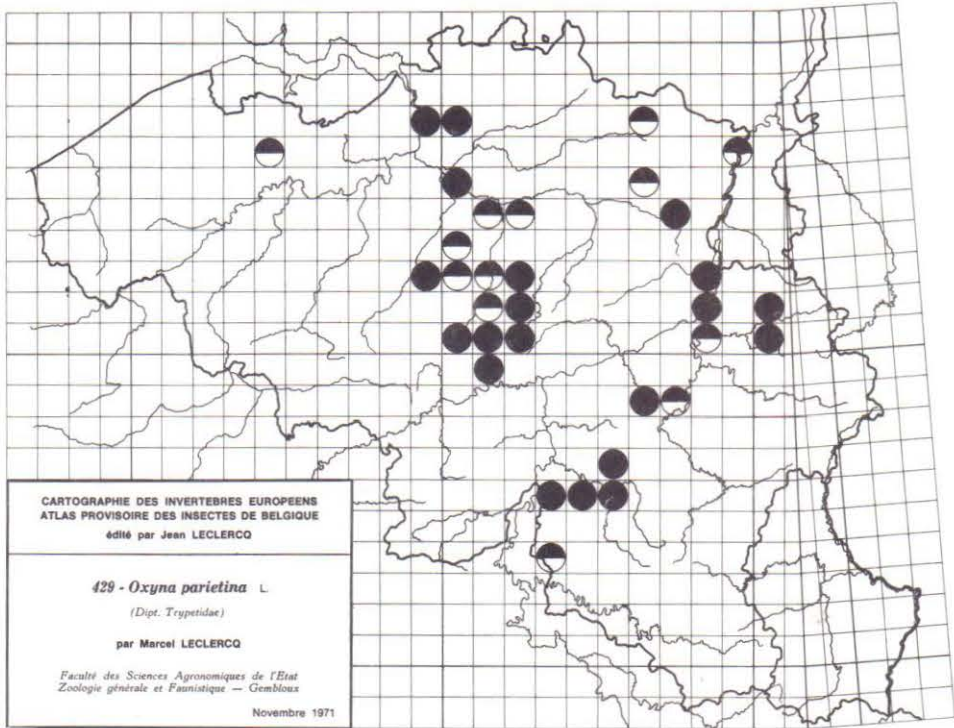 CARTOGRAPHIE DES INVERTEBRES EUROPEENS
ATLAS PROVISOIRE DES INSECTES DE BELGIQUE
édité par Jean LECLERCQ
429 - Oxyna parietina L.
(Dipt. Trypetidae)
par Marcel LECLERCQ
Faculté des Sciences Agronomiques de l'Etat
Zoologie générale et Faunistique — Gembloux
Novembre 1971